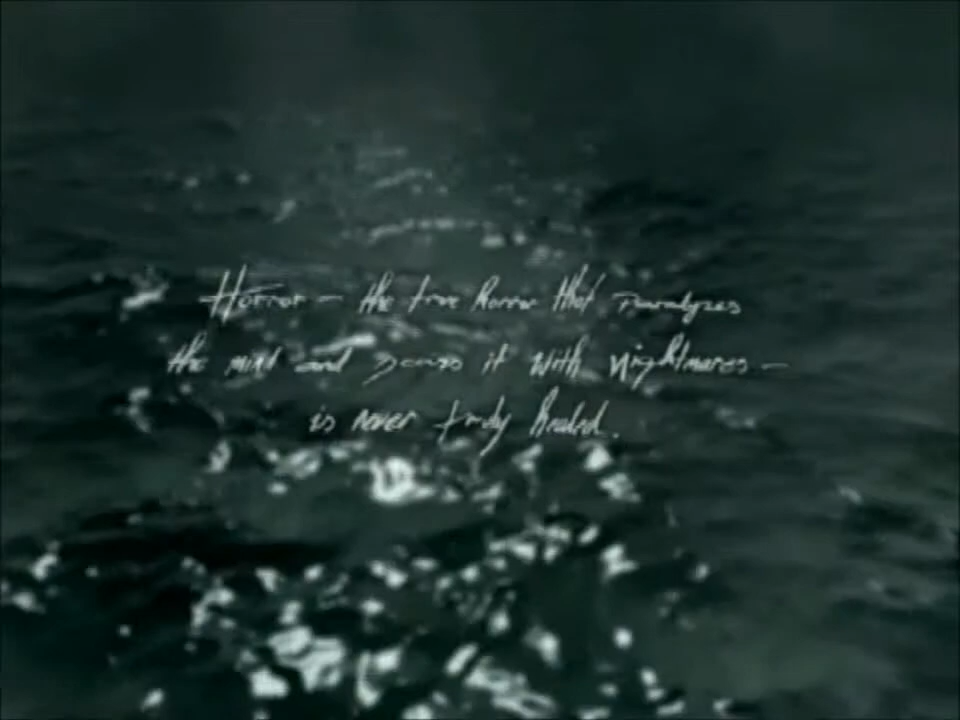 Horror - the true horror that Paralyzes
the mind and scars it with Nightmares -
is never truly healed.